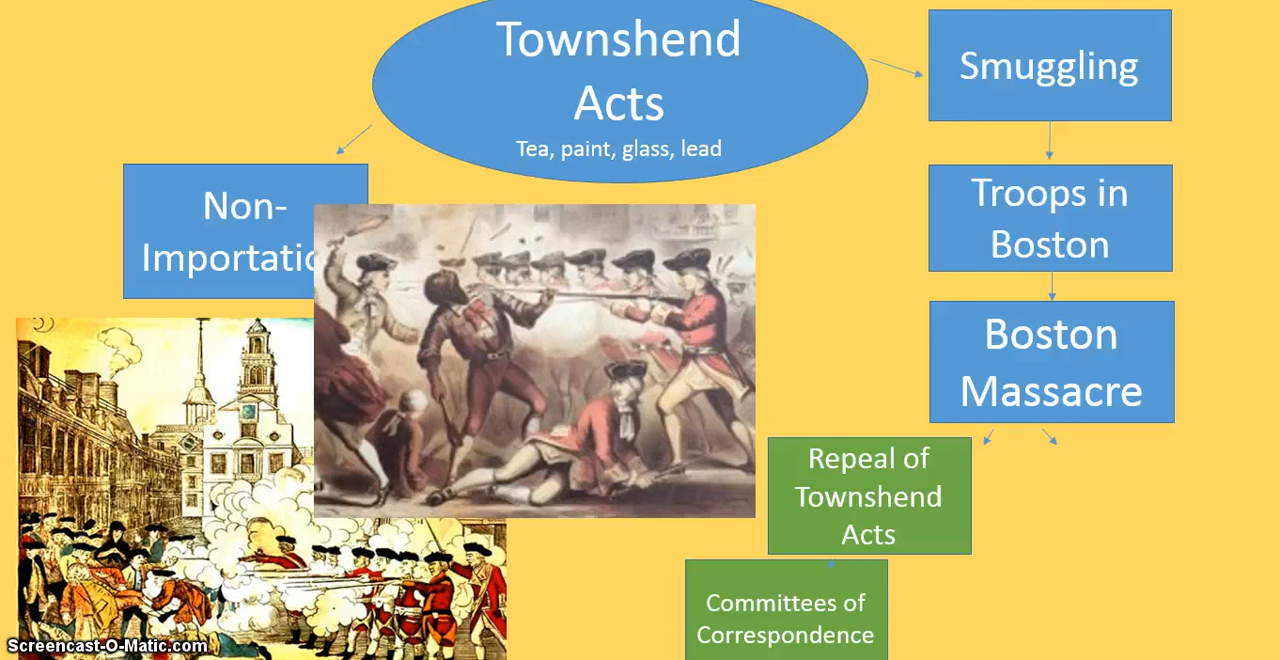 Townshend
Acts
Tea, paint, glass, lead
Smuggling
Non-
Importatio
Troops in
Boston
Boston
Massacre
Repeal of
Townshend
Acts
Committees of
Correspondence
Screencast-O-Matic.com